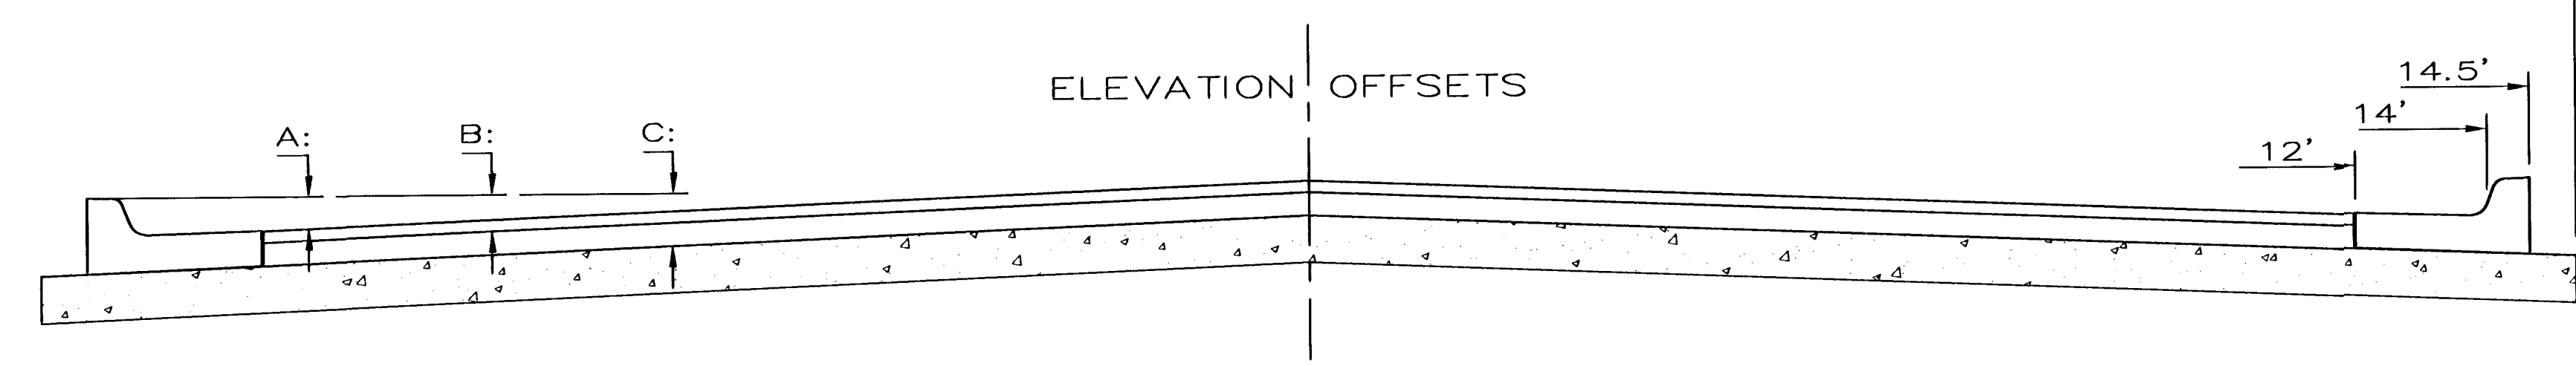 ELEVATION OFFSETS
14.5'
14'
12'
A:
B:
C: